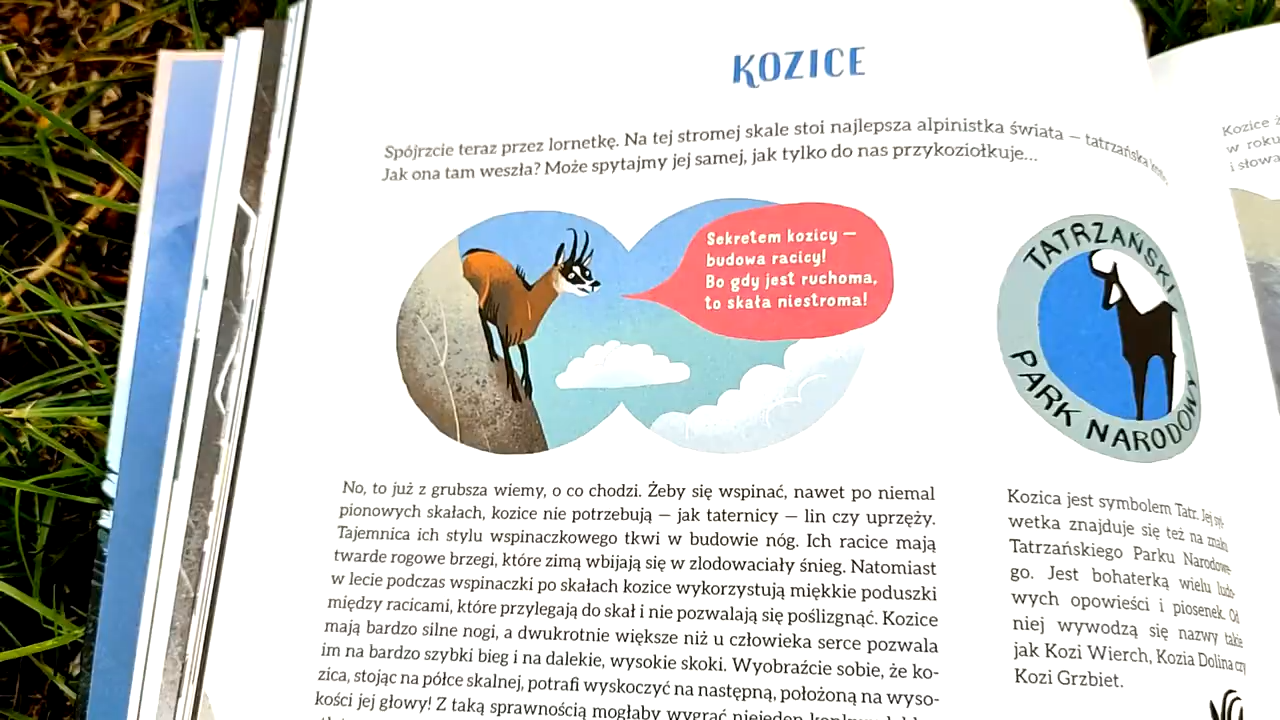 KOZICE
Spójrzcie teraz przez lornetkę. Na tej stromej skale stoi najlepsza alpinistka świata – tatrzańska
Jak ona tam weszła? Może spytajmy jej samej, jak tylko do nas przykoziołkuje...
Sekretem kozicy –
budowa racicy!
Bo gdy jest ruchoma,
to skała niestroma!
TATRZAŃSKI
PARK NARODOWY
No, to już z grubsza wiemy, o co chodzi. Żeby się wspinać, nawet po niemal
pionowych skałach, kozice nie potrzebują – jak taternicy – lin czy uprzęży.
Tajemnica ich stylu wspinaczkowego tkwi w budowie nóg. Ich racice mają
twarde rogowe brzegi, które zimą wbijają się w zlodowaciały śnieg. Natomiast
w lecie podczas wspinaczki po skałach kozice wykorzystują miękkie poduszki
między racicami, które przylegają do skał i nie pozwalają się poślizgnąć. Kozice
mają bardzo silne nogi, a dwukrotnie większe niż u człowieka serce pozwala
im na bardzo szybki bieg i na dalekie, wysokie skoki. Wyobraźcie sobie, że ko-
zica, stojąc na półce skalnej, potrafi wyskoczyć na następną, położoną na wyso-
kości jej głowy! Z taką sprawnością mogłaby wygrać niejeden
Kozica jest symbolem Tatr. Jej
wetka znajduje się też na znaku
Tatrzańskiego Parku Narodowe-
go. Jest bohaterką wielu ludo-
wych opowieści i piosenek. Od
niej wywodzą się nazwy takie
jak Kozi Wierch, Kozia Dolina czy
Kozi Grzbiet.
Kozice
w roku
i słowa